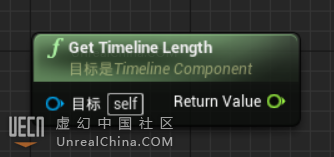 f Get Timeline Length
目标是Timeline Component
目标 self Return Value
UECN 虚幻中国社区
UnrealChina.COM